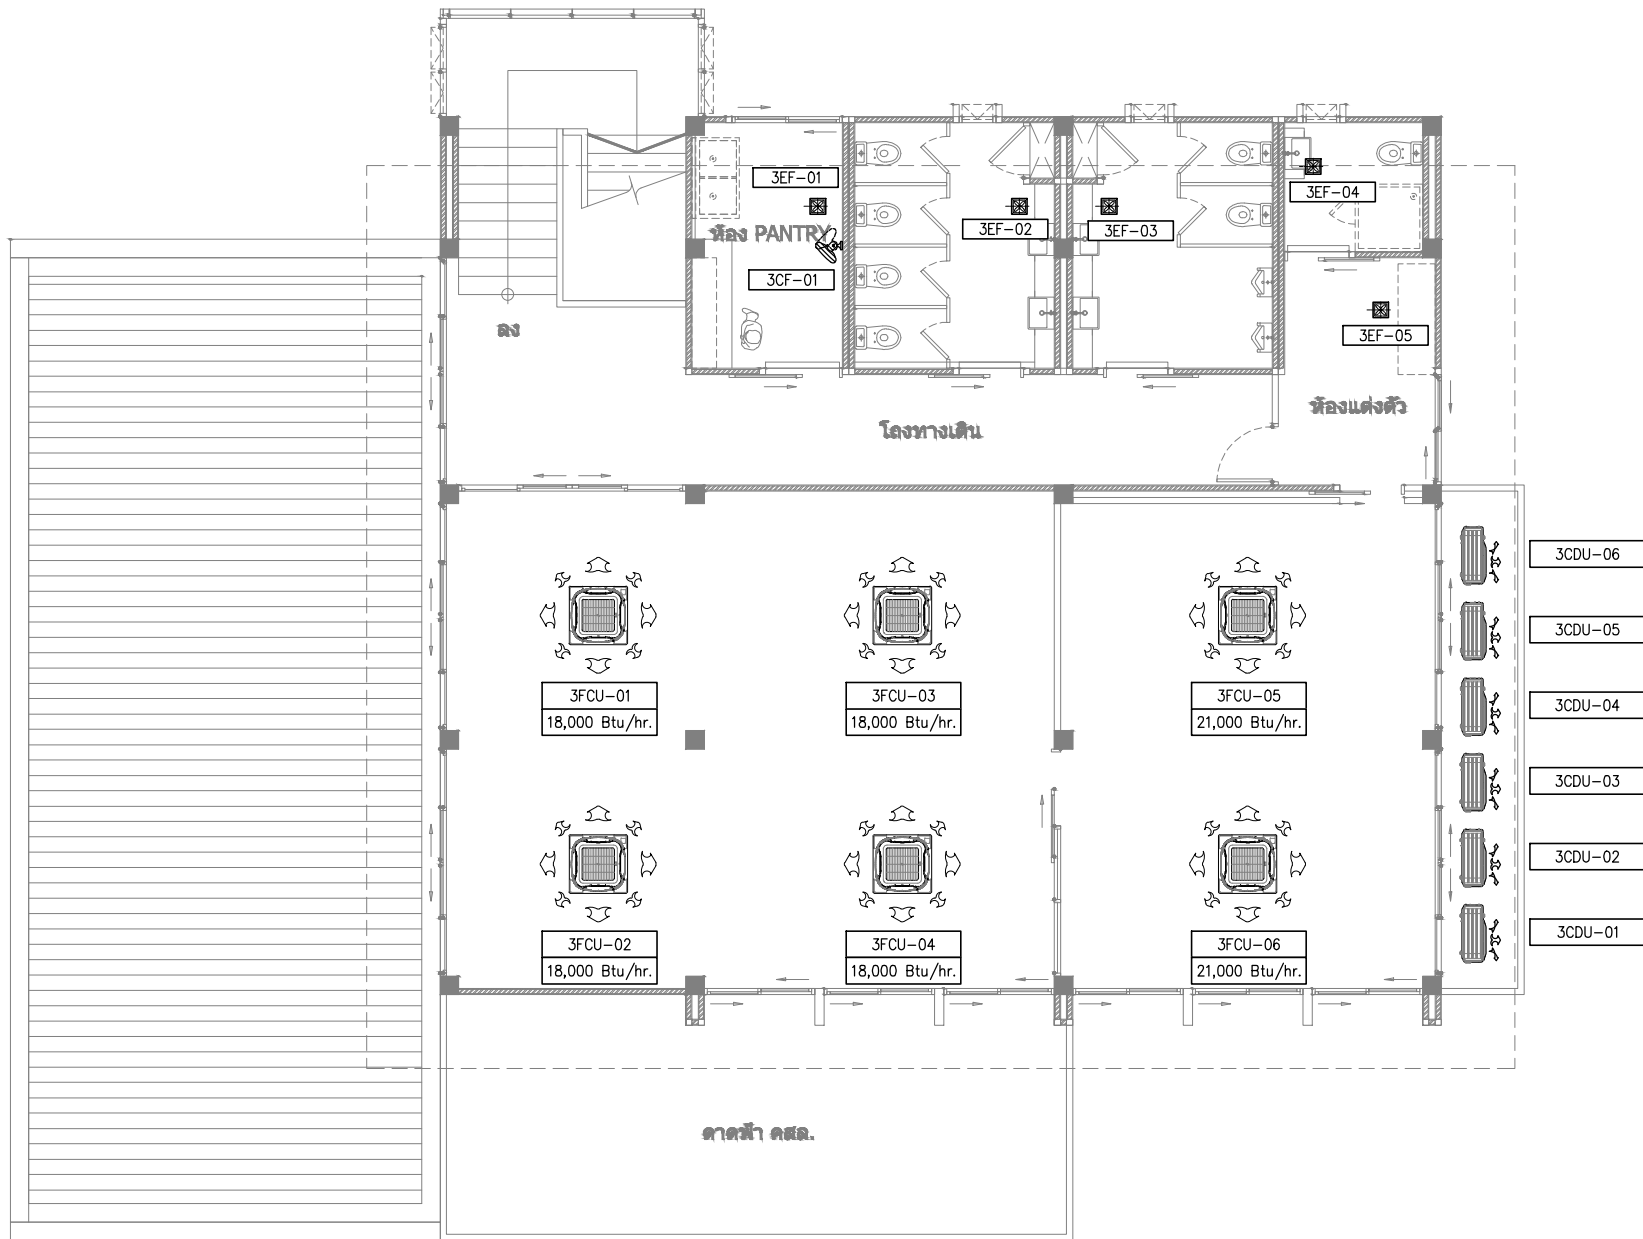 3EF-01
3EF-04
ห้อง PANTRY
3EF-02
3EF-03
3CF-01
ลง
3EF-05
ห้องแต่งตัว
โถงทางเดิน
3CDU-06
3CDU-05
3FCU-01
18,000 Btu/hr.
3FCU-03
18,000 Btu/hr.
3FCU-05
21,000 Btu/hr.
3CDU-04
3CDU-03
3CDU-02
3CDU-01
3FCU-02
18,000 Btu/hr.
3FCU-04
18,000 Btu/hr.
3FCU-06
21,000 Btu/hr.
ดาดฟ้า คสล.